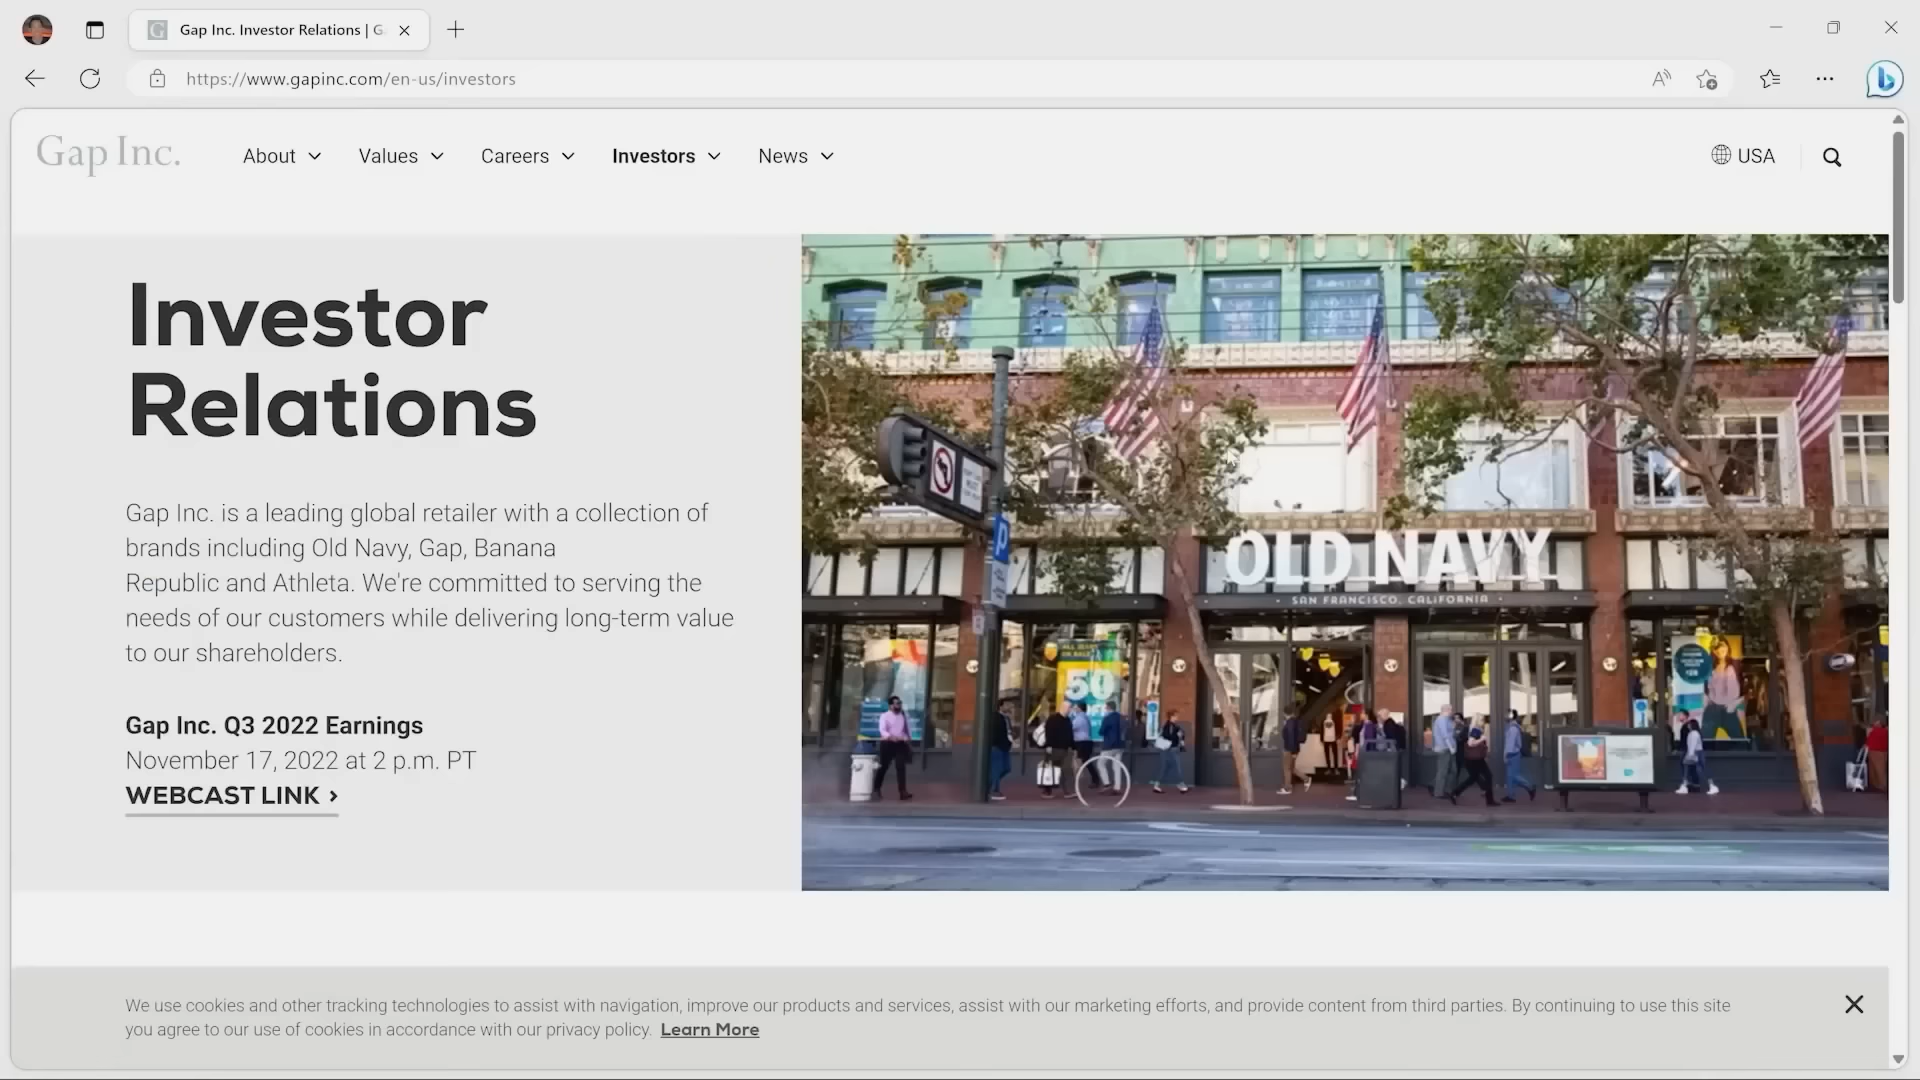 Gap Inc. Investor Relations | G
https://www.gapinc.com/en-us/investors
Gap Inc.
About
Values
Careers
Investors
News
USA
Investor
Relations
Gap Inc. is a leading global retailer with a collection of
brands including Old Navy, Gap, Banana
Republic and Athleta. We're committed to serving the
needs of our customers while delivering long-term value
to our shareholders.
Gap Inc. Q3 2022 Earnings
November 17, 2022 at 2 p.m. PT
WEBCAST LINK ›
OLD NAVY
SAN FRANCISCO, CALIFORNIA
P
50
We use cookies and other tracking technologies to assist with navigation, improve our products and services, assist with our marketing efforts, and provide content from third parties. By continuing to use this site
you agree to our use of cookies in accordance with our privacy policy. Learn More